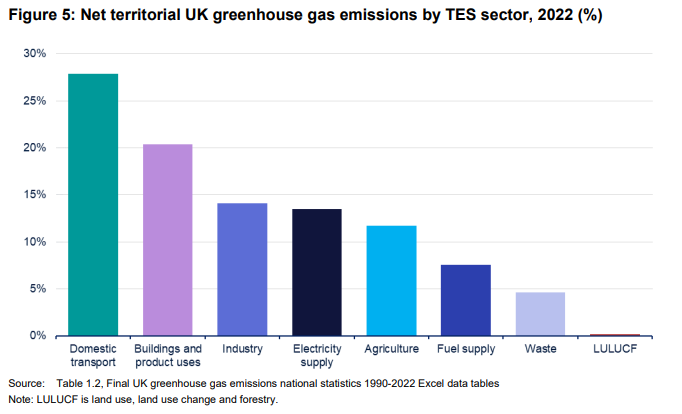 Figure 5: Net territorial UK greenhouse gas emissions by TES sector, 2022 (%)
30%
25%
20%
15%
10%
5%
0%
Domestic transport
Buildings and product uses
Industry
Electricity supply
Agriculture
Fuel supply
Waste
LULUCF
Source: Table 1.2, Final UK greenhouse gas emissions national statistics 1990-2022 Excel data tables
Note: LULUCF is land use, land use change and forestry.